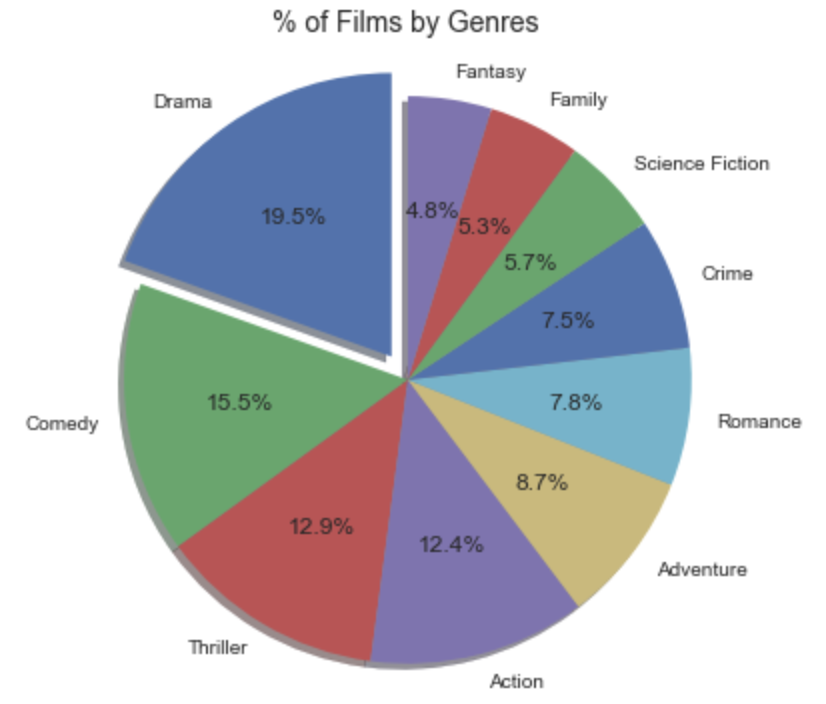 % of Films by Genres
Fantasy
Drama
Family
Science Fiction
19.5%
4.8%
5.3%
5.7%
Crime
7.5%
Comedy
15.5%
7.8%
Romance
8.7%
12.9%
12.4%
Adventure
Thriller
Action